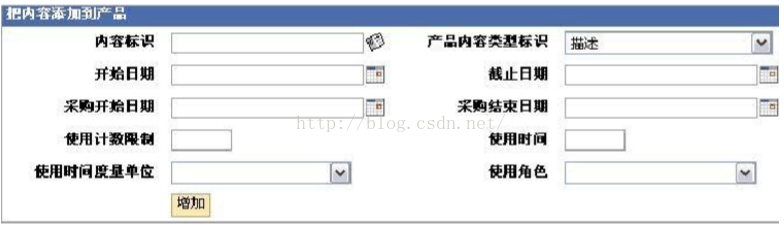 把内容添加到产品
内容标识 产品内容类型标识 描述
开始日期 截止日期
采购开始日期 采购结束日期
http://blog.csdn.net/
使用计数限制 使用时间
使用时间度量单位 使用角色
增加